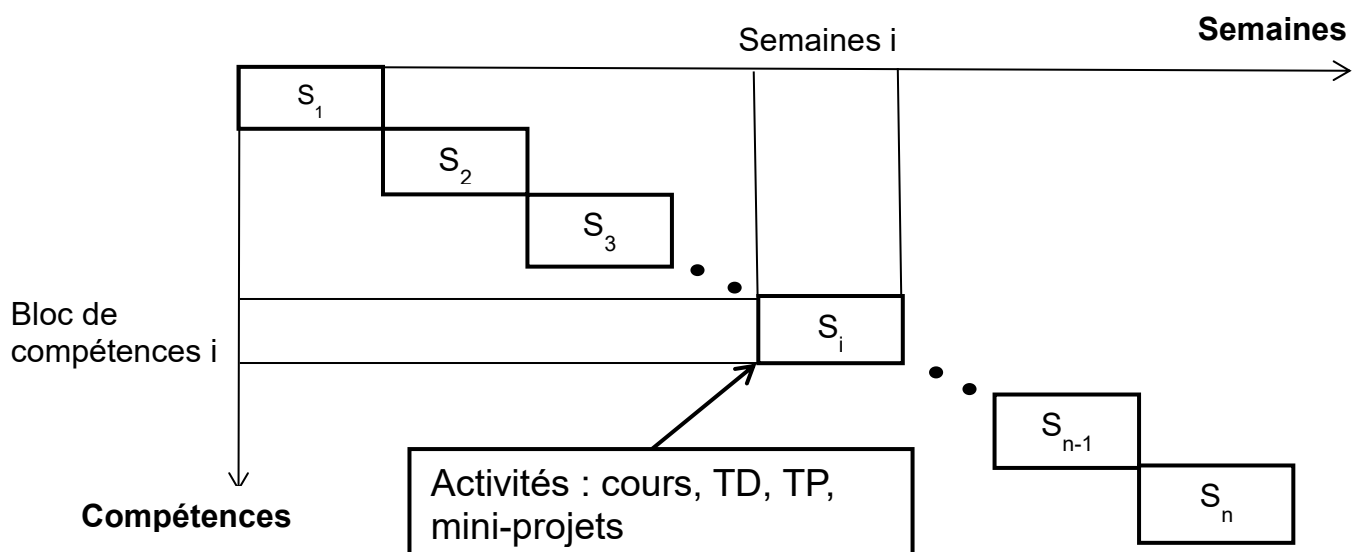 Semaines
Semaines i
S₁
S₂
S₃
Bloc de
compétences i
Sᵢ
Sₙ₋₁
Activités : cours, TD, TP,
mini-projets
Sₙ
Compétences